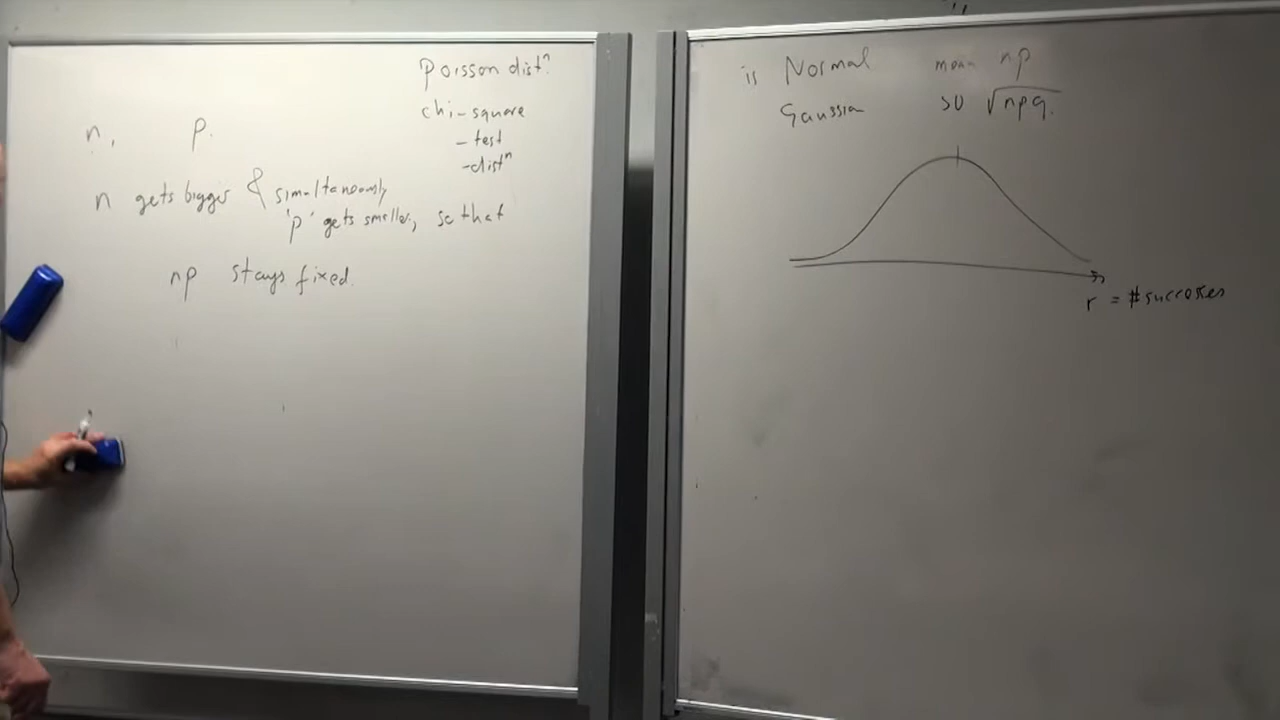 Poisson distⁿ
chi-square
- test
- distⁿ
n, p.
n gets bigger & simultaneously
'p' gets smaller, so that
np stays fixed.
is Normal mean np
Gaussian SD √npq.
r = #successes